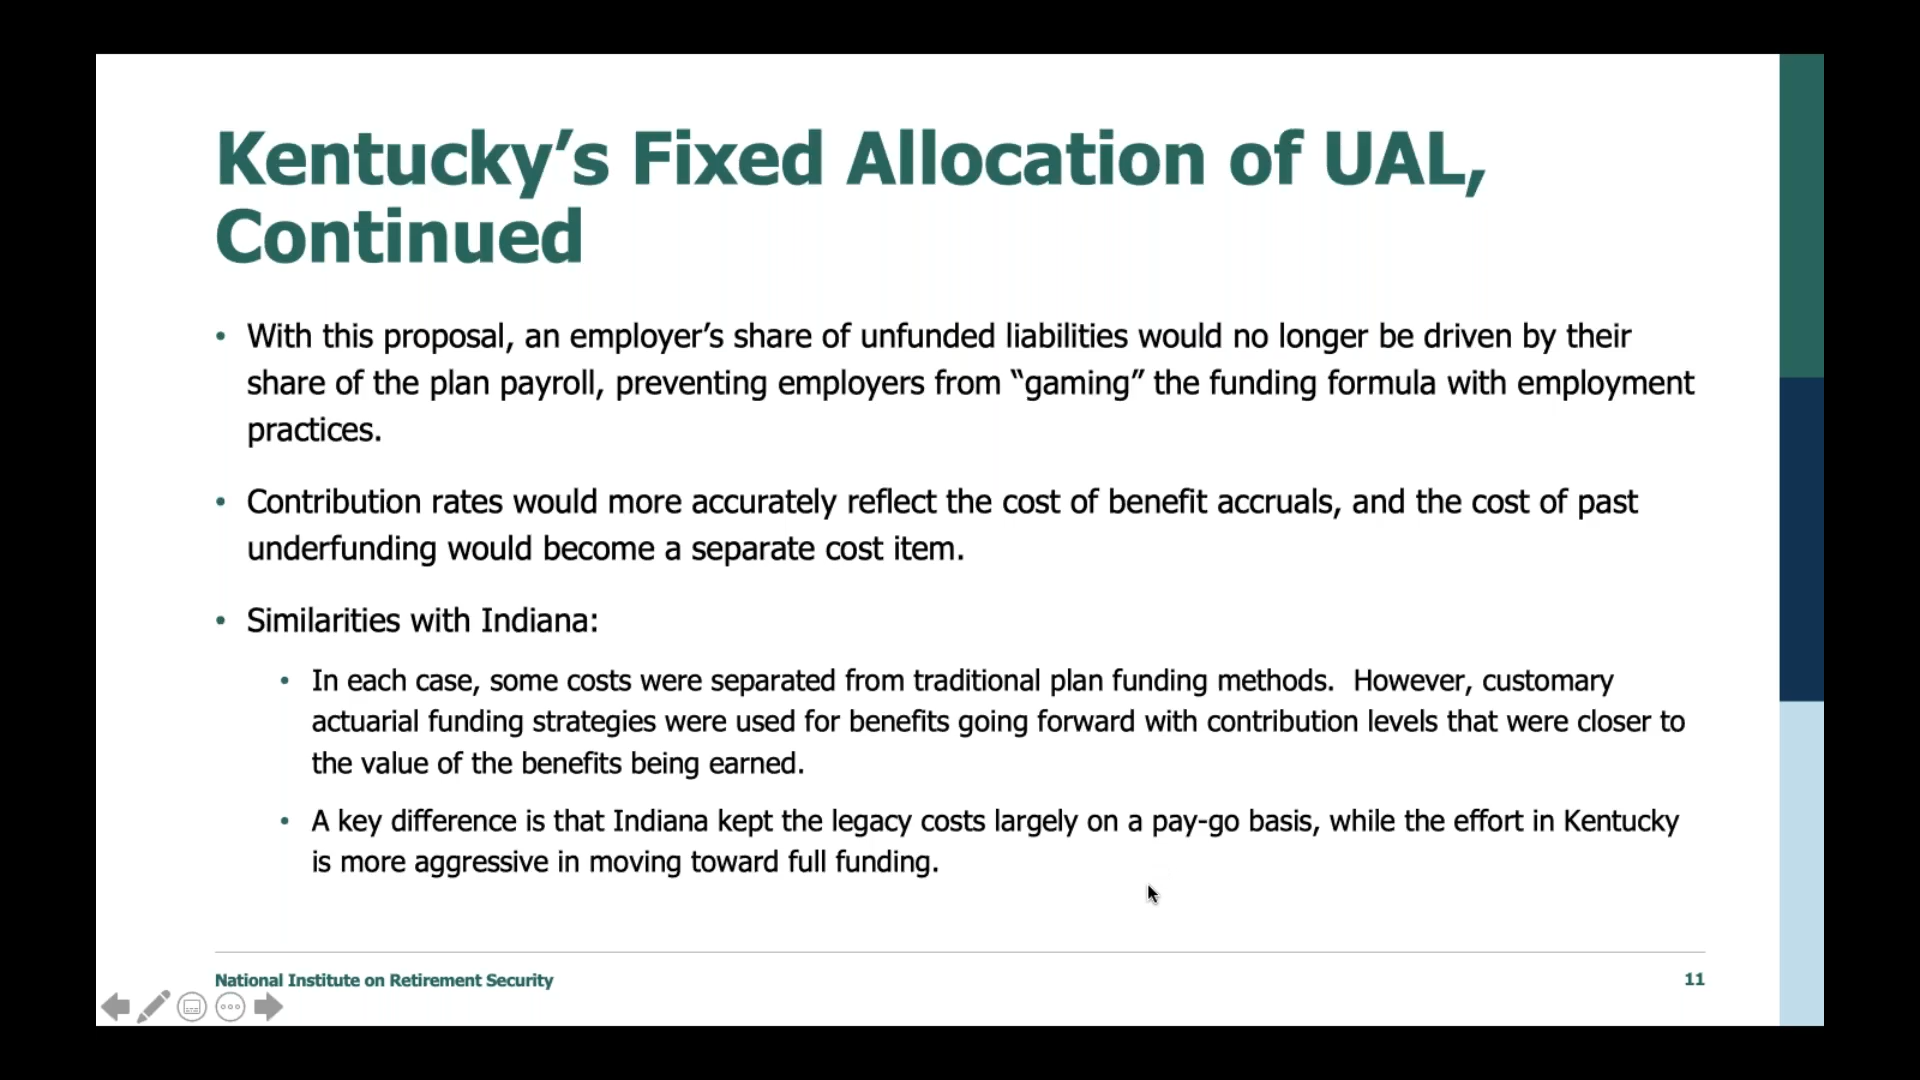 Kentucky’s Fixed Allocation of UAL,
Continued
• With this proposal, an employer’s share of unfunded liabilities would no longer be driven by their
share of the plan payroll, preventing employers from “gaming” the funding formula with employment
practices.
• Contribution rates would more accurately reflect the cost of benefit accruals, and the cost of past
underfunding would become a separate cost item.
• Similarities with Indiana:
• In each case, some costs were separated from traditional plan funding methods.  However, customary
actuarial funding strategies were used for benefits going forward with contribution levels that were closer to
the value of the benefits being earned.
• A key difference is that Indiana kept the legacy costs largely on a pay-go basis, while the effort in Kentucky
is more aggressive in moving toward full funding.
National Institute on Retirement Security
11